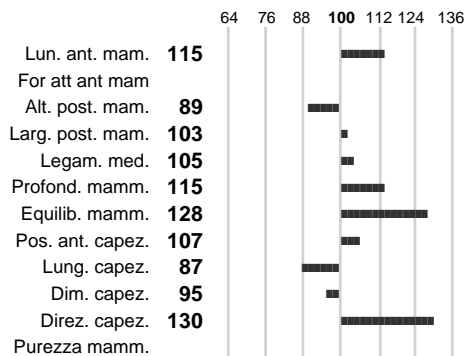 64 76 88 100 112 124 136
Lun. ant. mam. 115
For att ant mam
Alt. post. mam. 89
Larg. post. mam. 103
Legam. med. 105
Profond. mamm. 115
Equilib. mamm. 128
Pos. ant. capez. 107
Lung. capez. 87
Dim. capez. 95
Direz. capez. 130
Purezza mamm.